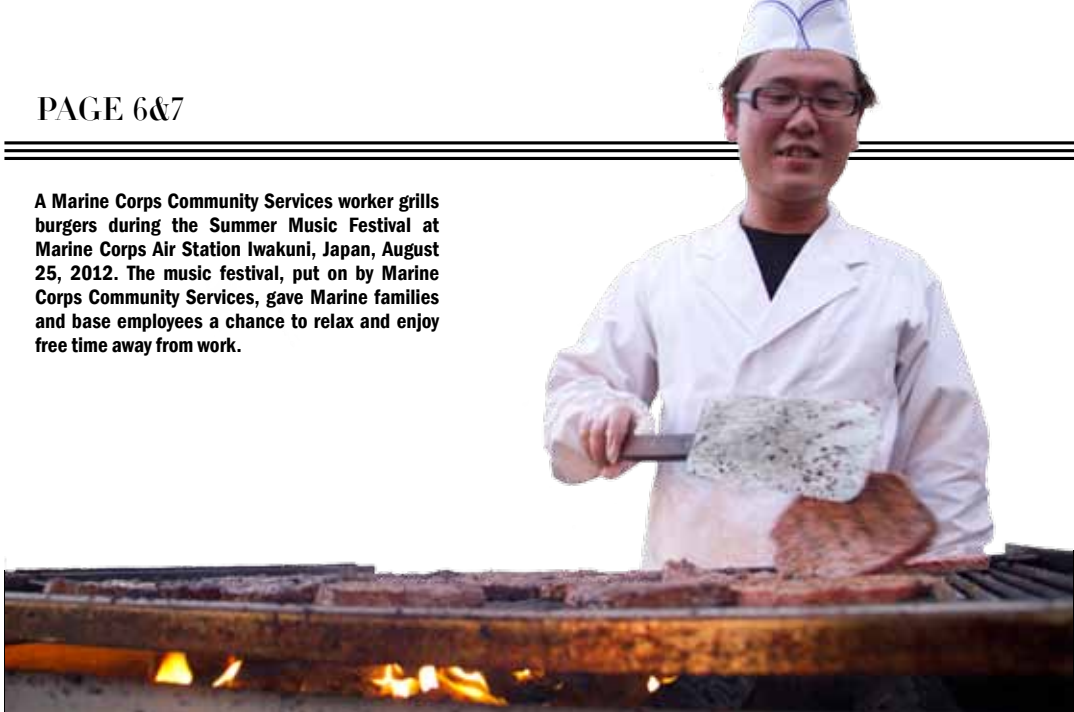 PAGE 6&7
A Marine Corps Community Services worker grills
burgers during the Summer Music Festival at
Marine Corps Air Station Iwakuni, Japan, August
25, 2012. The music festival, put on by Marine
Corps Community Services, gave Marine families
and base employees a chance to relax and enjoy
free time away from work.